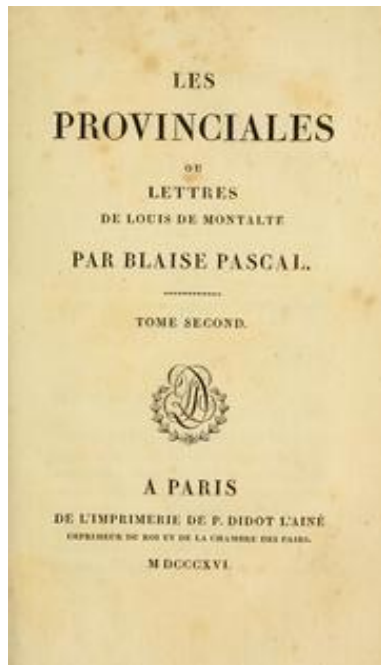 LES
PROVINCIALES
OU
LETTRES
DE LOUIS DE MONTALTE
PAR BLAISE PASCAL.
TOME SECOND.
A PARIS
DE L'IMPRIMERIE DE P. DIDOT L'AINÉ
IMPRIMEUR DU ROI ET DE LA CHAMBRE DES PAIRS.
M DCCCXVI